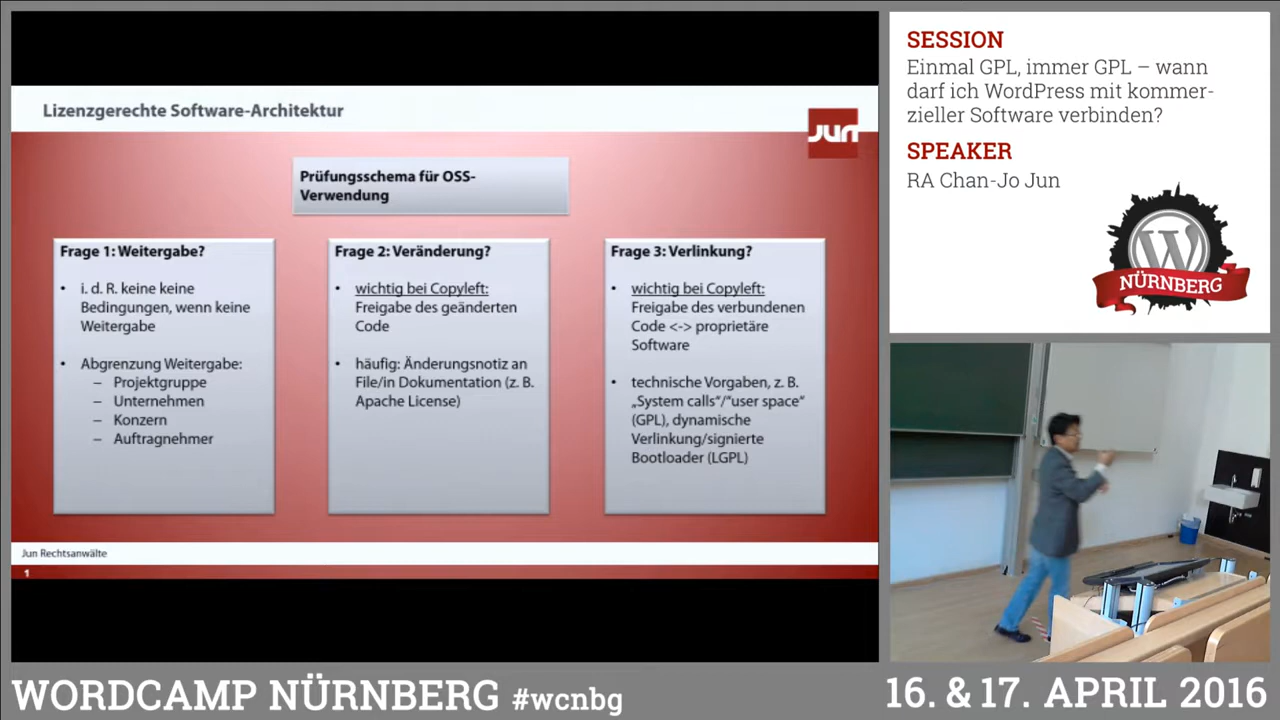 Lizenzgerechte Software-Architektur
Jun
Prüfungsschema für OSS-
Verwendung
Frage 1: Weitergabe?
• i. d. R. keine keine
Bedingungen, wenn keine
Weitergabe
• Abgrenzung Weitergabe:
– Projektgruppe
– Unternehmen
– Konzern
– Auftragnehmer
Frage 2: Veränderung?
• wichtig bei Copyleft:
Freigabe des geänderten
Code
• häufig: Änderungsnotiz an
File/in Dokumentation (z. B.
Apache License)
Frage 3: Verlinkung?
• wichtig bei Copyleft:
Freigabe des verbundenen
Code <-> proprietäre
Software
• technische Vorgaben, z. B.
„System calls“/“user space“
(GPL), dynamische
Verlinkung/signierte
Bootloader (LGPL)
Jun Rechtsanwälte
1
SESSION
Einmal GPL, immer GPL – wann
darf ich WordPress mit kommer-
zieller Software verbinden?
SPEAKER
RA Chan-Jo Jun
W
NÜRNBERG
WORDCAMP NÜRNBERG #wcnbg
16. & 17. APRIL 2016